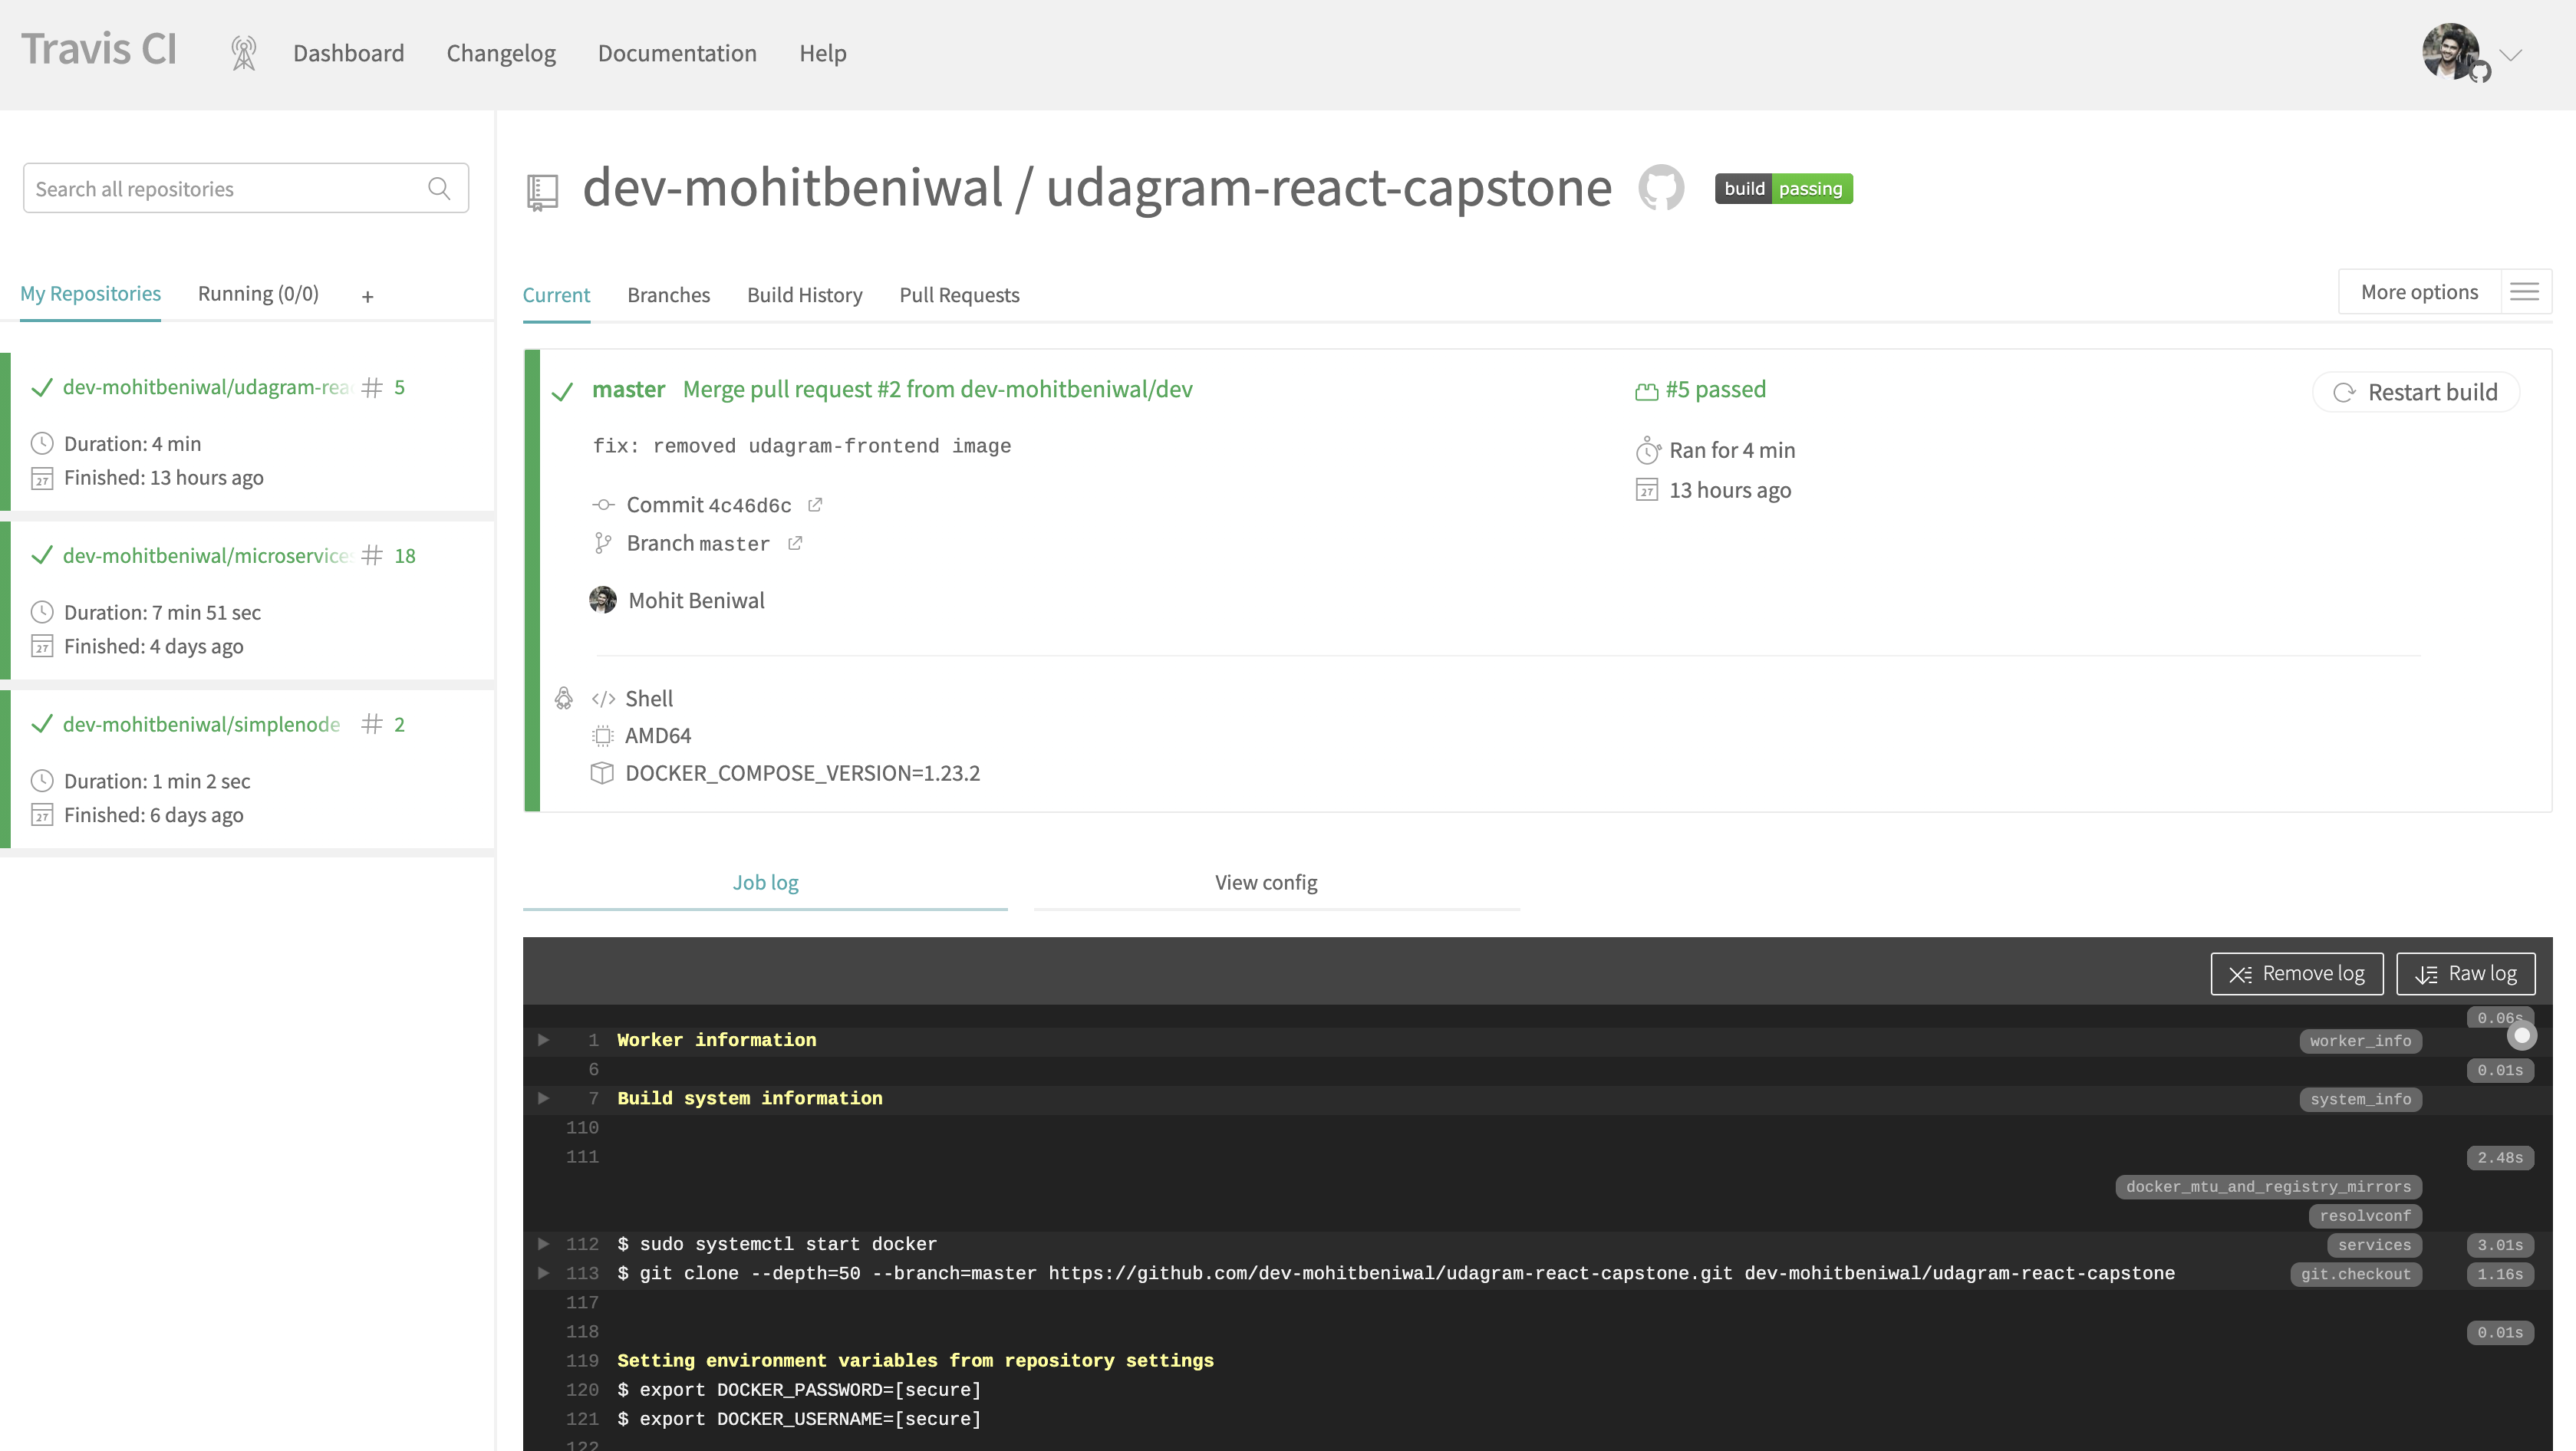 Travis CI
Dashboard
Changelog
Documentation
Help
Search all repositories
My Repositories
Running (0/0)
+
dev-mohitbeniwal/udagram-rea # 5
Duration: 4 min
27 Finished: 13 hours ago
dev-mohitbeniwal/microservices # 18
Duration: 7 min 51 sec
27 Finished: 4 days ago
dev-mohitbeniwal/simplenode # 2
Duration: 1 min 2 sec
27 Finished: 6 days ago
dev-mohitbeniwal / udagram-react-capstone
build passing
Current
Branches
Build History
Pull Requests
More options
master Merge pull request #2 from dev-mohitbeniwal/dev
fix: removed udagram-frontend image
Commit 4c46d6c
Branch master
Mohit Beniwal
#5 passed
Ran for 4 min
27 13 hours ago
Restart build
</> Shell
AMD64
DOCKER_COMPOSE_VERSION=1.23.2
Job log
View config
Remove log
Raw log
0.06s
1 Worker information worker_info
6 0.01s
7 Build system information system_info
110
111 2.48s
docker_mtu_and_registry_mirrors
resolvconf
112 $ sudo systemctl start docker services 3.01s
113 $ git clone --depth=50 --branch=master https://github.com/dev-mohitbeniwal/udagram-react-capstone.git dev-mohitbeniwal/udagram-react-capstone git.checkout 1.16s
117
118 0.01s
119 Setting environment variables from repository settings
120 $ export DOCKER_PASSWORD=[secure]
121 $ export DOCKER_USERNAME=[secure]
122